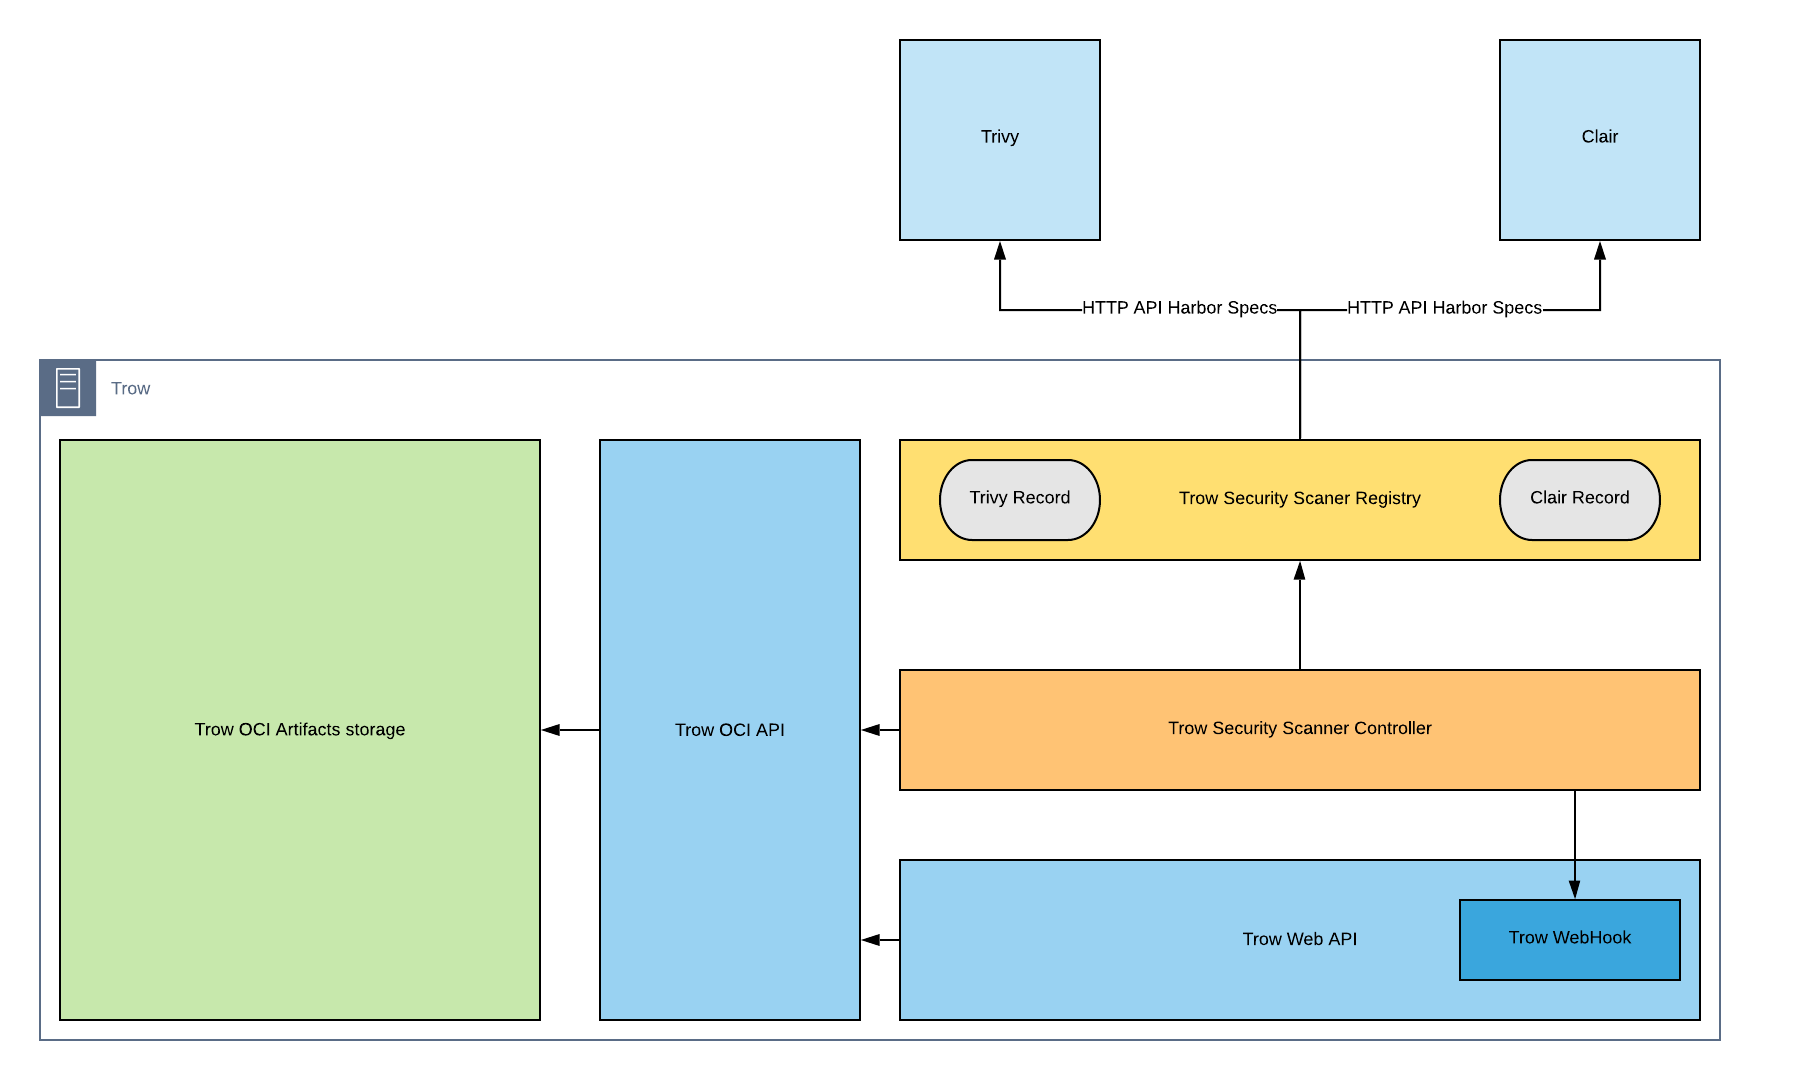 Trivy
Clair
HTTP API Harbor Specs
HTTP API Harbor Specs
Trow
Trivy Record
Trow Security Scaner Registry
Clair Record
Trow OCI Artifacts storage
Trow OCI API
Trow Security Scanner Controller
Trow Web API
Trow WebHook